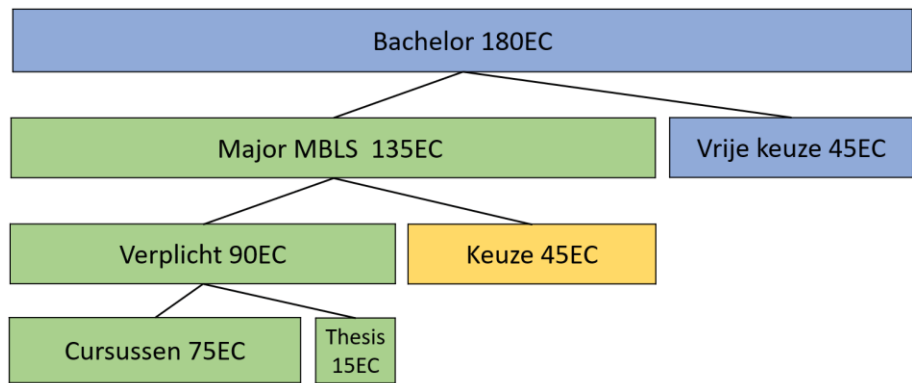 Bachelor 180EC
Major MBLS 135EC
Vrije keuze 45EC
Verplicht 90EC
Keuze 45EC
Cursussen 75EC
Thesis
15EC